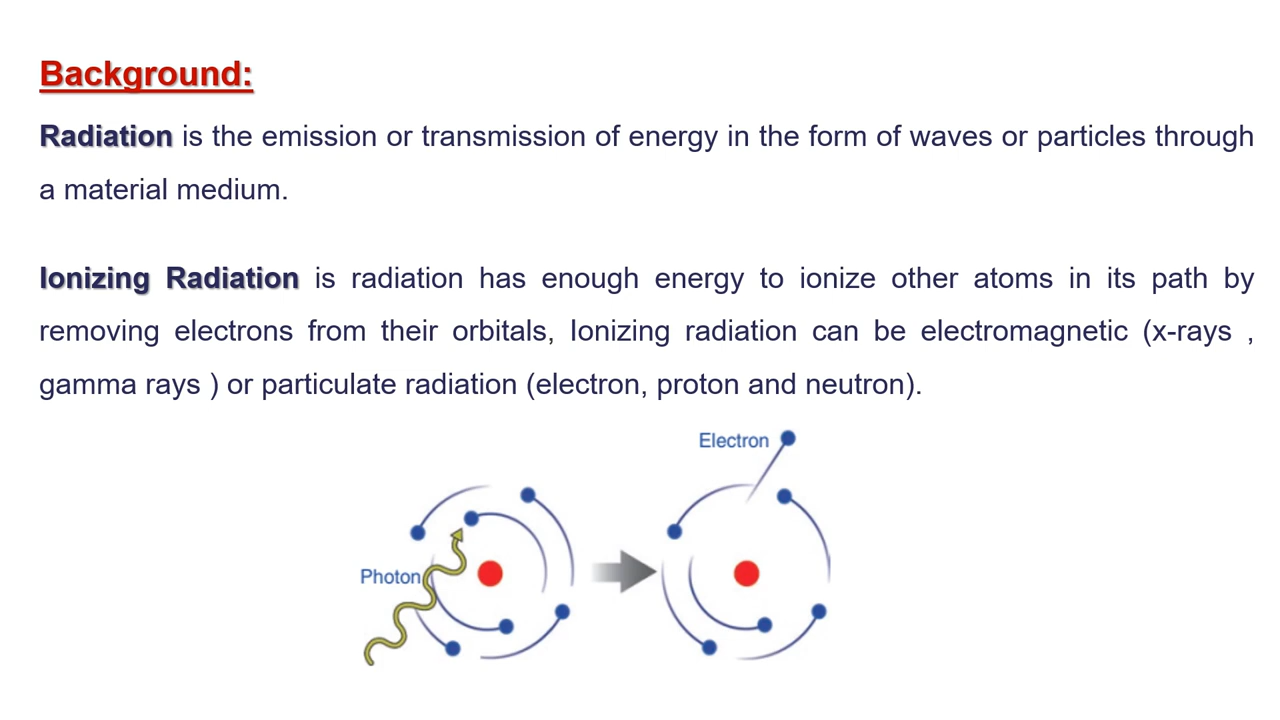 Background:
Radiation is the emission or transmission of energy in the form of waves or particles through
a material medium.
Ionizing Radiation is radiation has enough energy to ionize other atoms in its path by
removing electrons from their orbitals, Ionizing radiation can be electromagnetic (x-rays ,
gamma rays ) or particulate radiation (electron, proton and neutron).
Electron
Photon